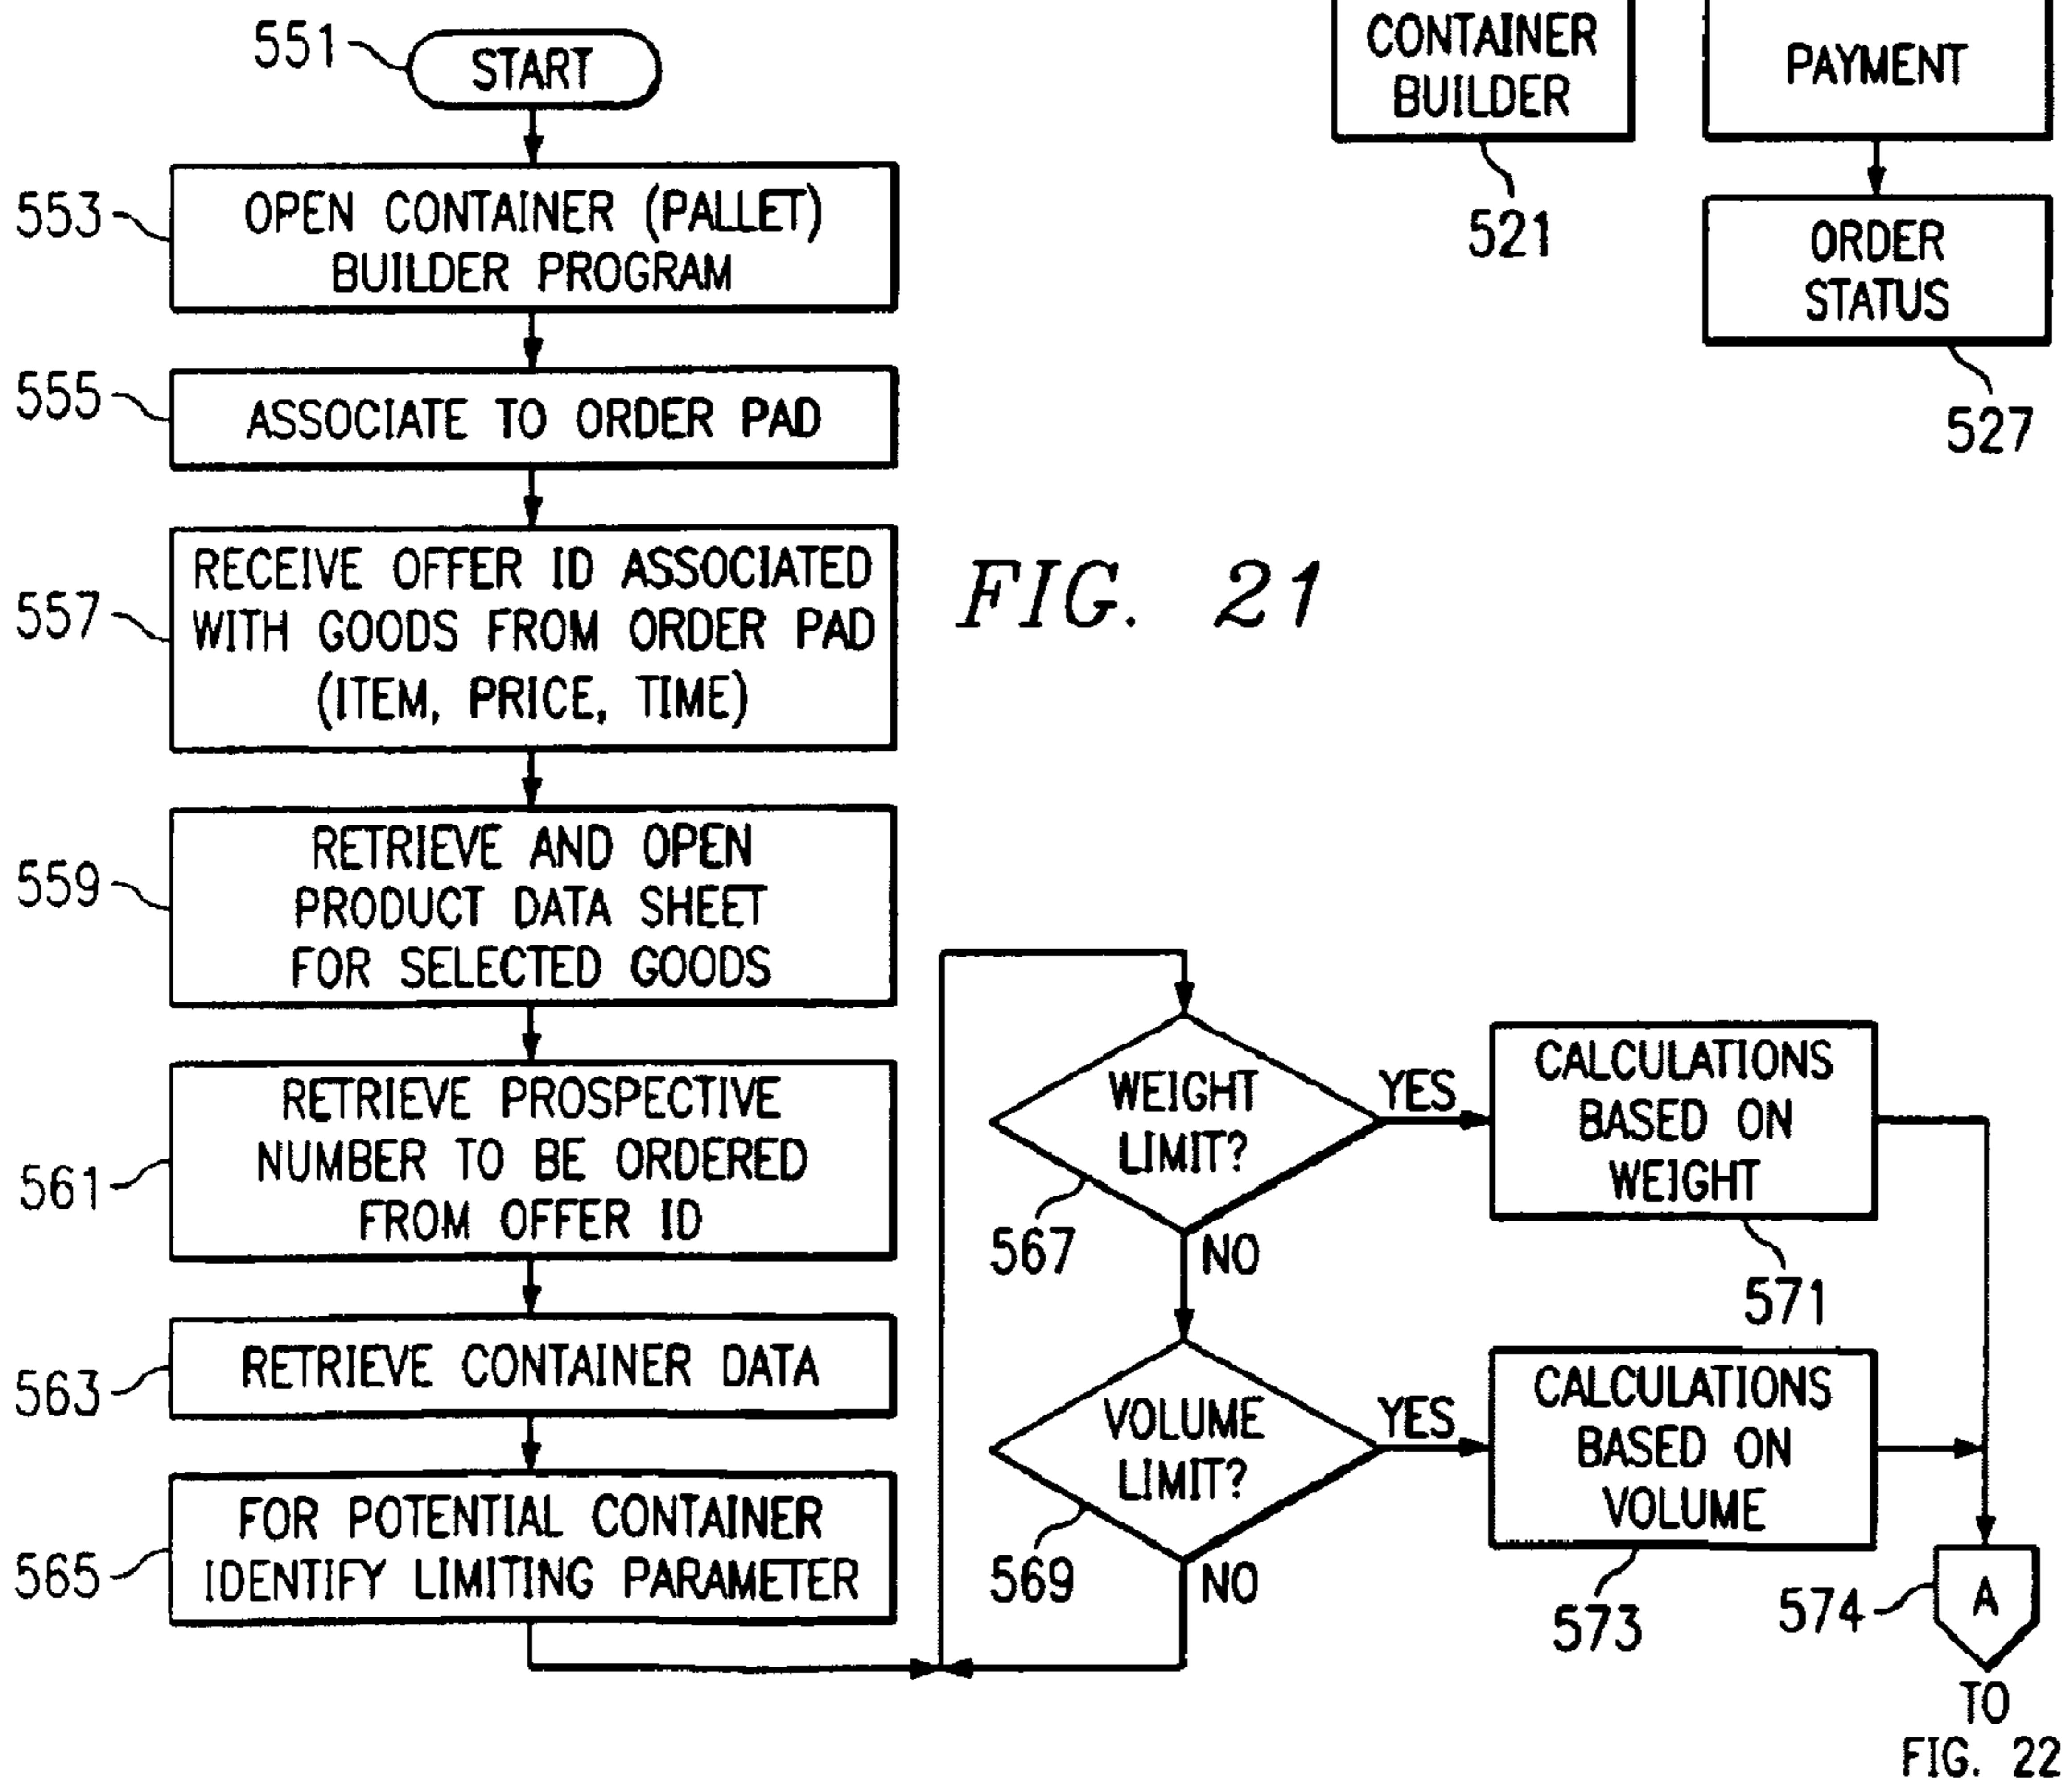 551
START
553
OPEN CONTAINER (PALLET)
BUILDER PROGRAM
555
ASSOCIATE TO ORDER PAD
557
RECEIVE OFFER ID ASSOCIATED
WITH GOODS FROM ORDER PAD
(ITEM, PRICE, TIME)
559
RETRIEVE AND OPEN
PRODUCT DATA SHEET
FOR SELECTED GOODS
561
RETRIEVE PROSPECTIVE
NUMBER TO BE ORDERED
FROM OFFER ID
563
RETRIEVE CONTAINER DATA
565
FOR POTENTIAL CONTAINER
IDENTIFY LIMITING PARAMETER
CONTAINER
BUILDER
521
PAYMENT
ORDER
STATUS
527
FIG. 21
WEIGHT
LIMIT?
567
YES
NO
CALCULATIONS
BASED ON
WEIGHT
571
VOLUME
LIMIT?
569
YES
NO
CALCULATIONS
BASED ON
VOLUME
573
574
A
TO
FIG. 22